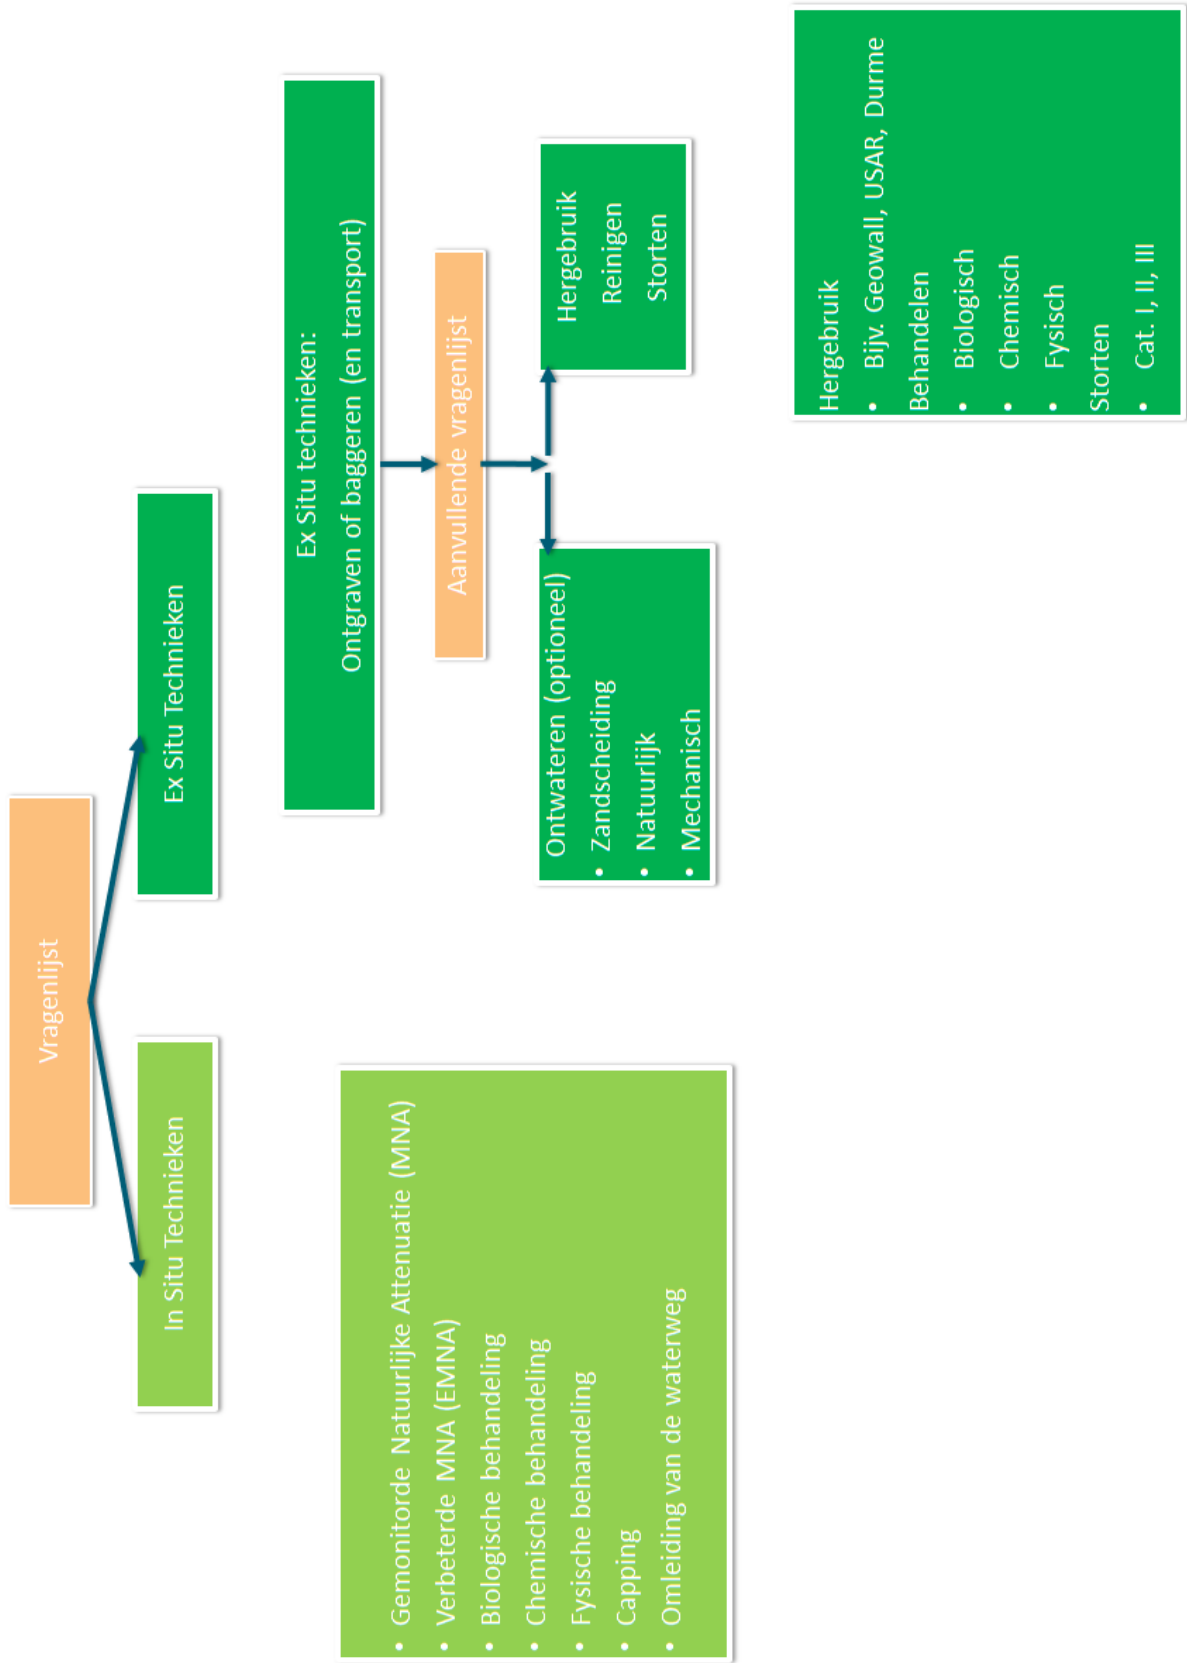 Vragenlijst
In Situ Technieken
Ex Situ Technieken
• Gemonitorde Natuurlijke Attenuatie (MNA)
• Verbeterde MNA (EMNA)
• Biologische behandeling
• Chemische behandeling
• Fysische behandeling
• Capping
• Omleiding van de waterweg
Ex Situ technieken:
Ontgraven of baggeren (en transport)
Aanvullende vragenlijst
Ontwateren (optioneel)
• Zandscheiding
• Natuurlijk
• Mechanisch
Hergebruik
Reinigen
Storten
Hergebruik
• Bijv. Geowall, USAR, Durme
Behandelen
• Biologisch
• Chemisch
• Fysisch
Storten
• Cat. I, II, III